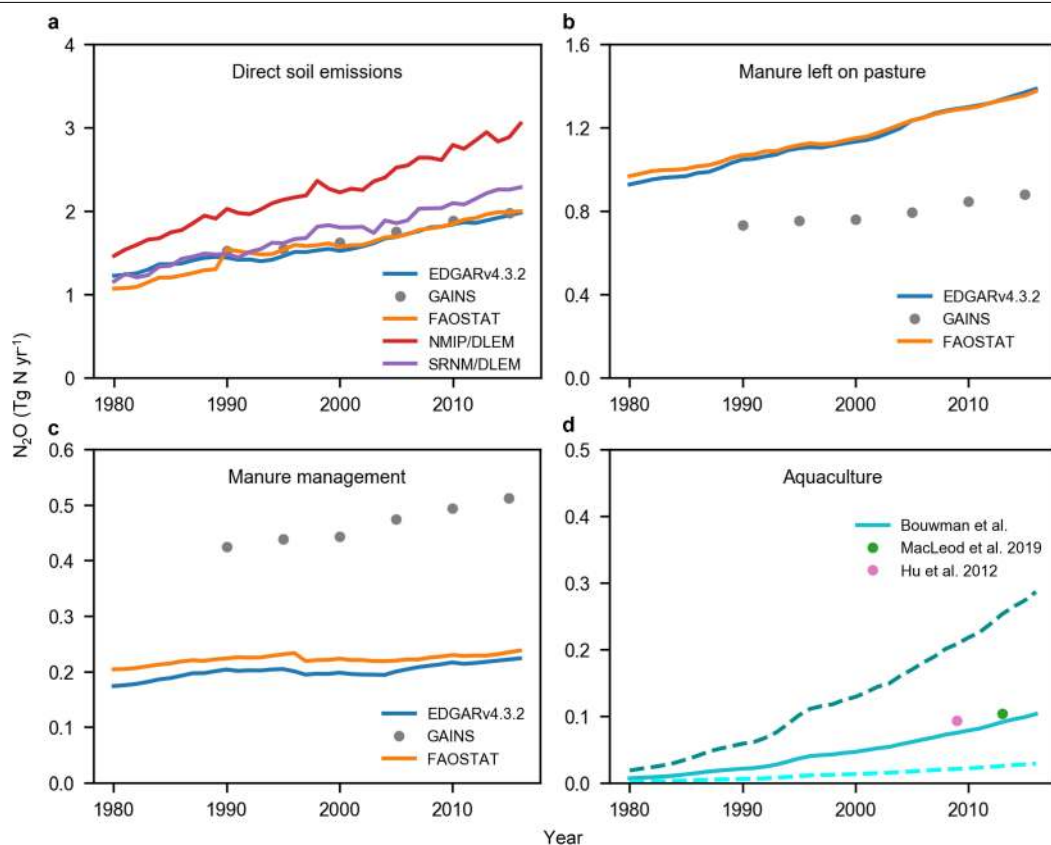 a
Direct soil emissions
4
3
2
1
0
1980 1990 2000 2010
EDGARv4.3.2
GAINS
FAOSTAT
NMIP/DLEM
SRNM/DLEM
b
Manure left on pasture
1.6
1.2
0.8
0.4
0.0
1980 1990 2000 2010
EDGARv4.3.2
GAINS
FAOSTAT
N₂O (Tg N yr⁻¹)
c
Manure management
0.6
0.5
0.4
0.3
0.2
0.1
0.0
1980 1990 2000 2010
EDGARv4.3.2
GAINS
FAOSTAT
d
Aquaculture
0.5
0.4
0.3
0.2
0.1
0.0
1980 1990 2000 2010
Bouwman et al.
MacLeod et al. 2019
Hu et al. 2012
Year